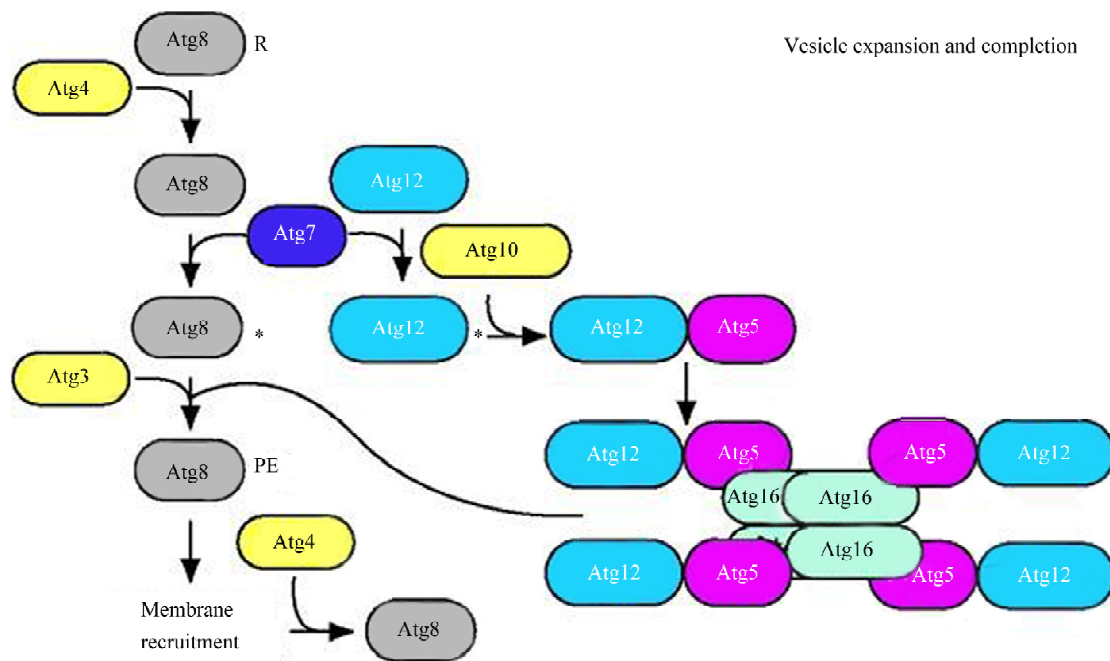 Atg8 R
Vesicle expansion and completion
Atg4
Atg8
Atg12
Atg7
Atg10
Atg8 *
Atg12 *
Atg12 Atg5
Atg3
Atg8 PE
Atg12 Atg5
Atg5 Atg12
Atg16 Atg16
Atg4
Atg16
Atg12 Atg5
Atg5 Atg12
Membrane
recruitment
Atg8